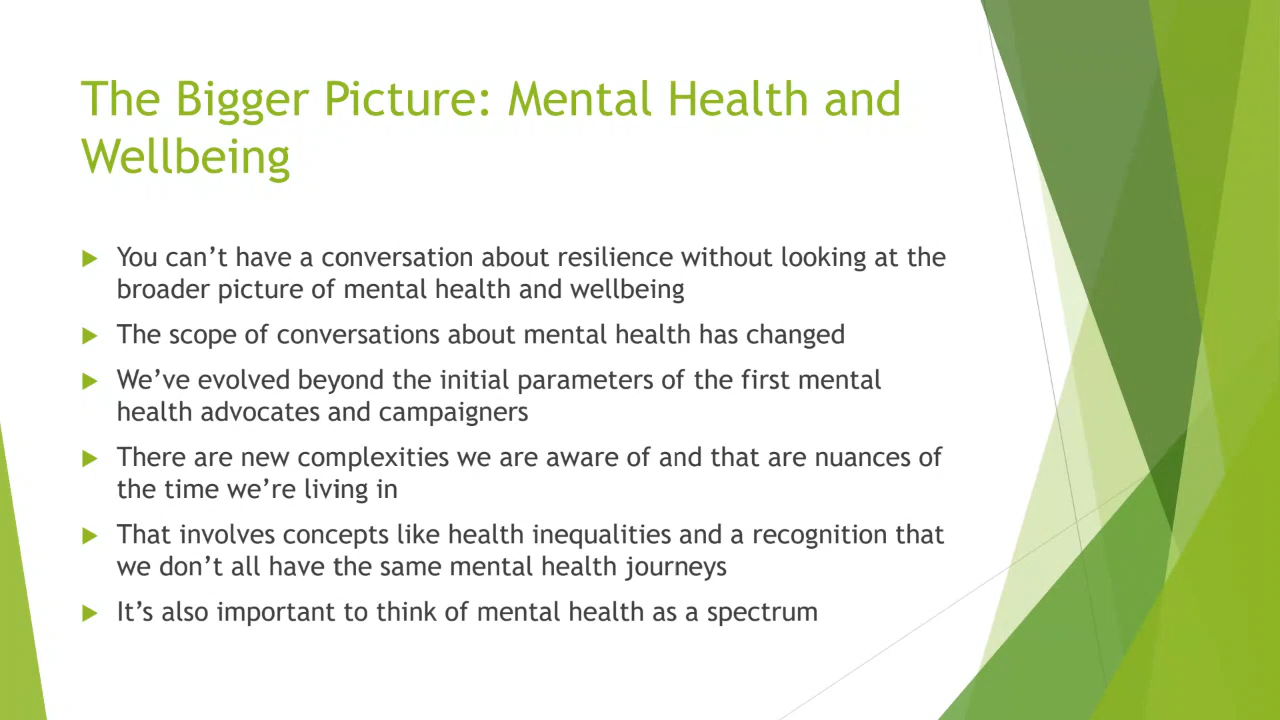 The Bigger Picture: Mental Health and
Wellbeing
You can’t have a conversation about resilience without looking at the
broader picture of mental health and wellbeing
The scope of conversations about mental health has changed
We’ve evolved beyond the initial parameters of the first mental
health advocates and campaigners
There are new complexities we are aware of and that are nuances of
the time we’re living in
That involves concepts like health inequalities and a recognition that
we don’t all have the same mental health journeys
It’s also important to think of mental health as a spectrum